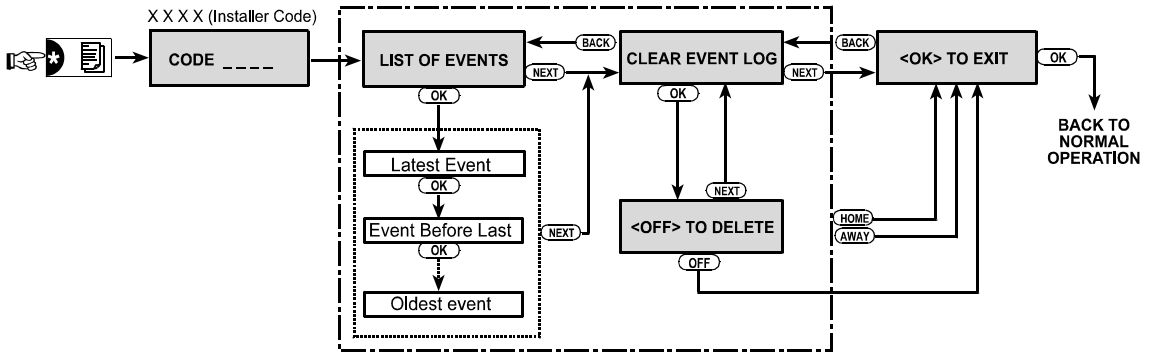 X X X X (Installer Code)
CODE _ _ _ _
LIST OF EVENTS
BACK
CLEAR EVENT LOG
BACK
<OK> TO EXIT
NEXT
NEXT
OK
OK
OK
BACK TO
NORMAL
OPERATION
Latest Event
OK
Event Before Last
OK
Oldest event
NEXT
NEXT
<OFF> TO DELETE
OFF
HOME
AWAY
*